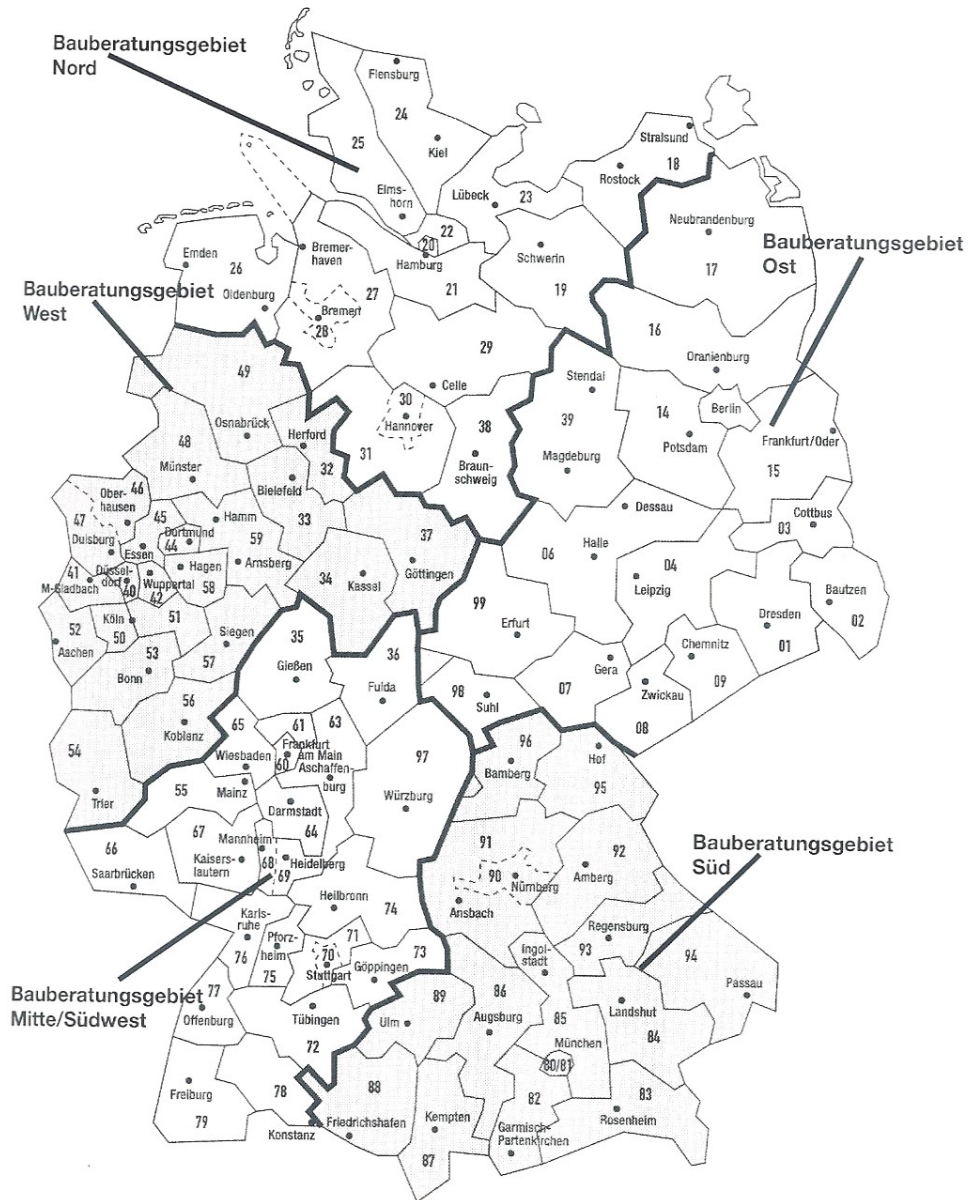 Bauberatungsgebiet
Nord
Flensburg
24
25
Kiel
Elms-
horn
Stralsund
18
Rostock
Lübeck
23
22
20
Hamburg
21
Schwerin
19
Neubrandenburg
17
Bauberatungsgebiet
Ost
Emden
26
Oldenburg
Bremer-
haven
27
Bremen
28
Bauberatungsgebiet
West
16
Oranienburg
29
Celle
49
Stendal
39
Magdeburg
14
Potsdam
Berlin
Frankfurt/Oder
15
30
Hannover
31
38
Braun-
schweig
Osnabrück
Herford
32
48
Münster
Bielefeld
33
46
Ober-
hausen
47
Duisburg
45
Essen
Dortmund
44
Hamm
59
Arnsberg
Hagen
58
41
M-Gladbach
Düssel-
dorf
40
Wuppertal
42
37
Göttingen
34
Kassel
Dessau
Cottbus
03
06
Halle
04
Leipzig
Bautzen
02
Dresden
01
99
Erfurt
Chemnitz
09
Gera
07
Zwickau
08
52
Aachen
Köln
50
51
53
Bonn
Siegen
57
56
Koblenz
54
Trier
35
Gießen
36
Fulda
98
Suhl
65
Wiesbaden
61
60
Frankfurt
am Main
63
Aschaffen
burg
55
Mainz
Darmstadt
64
97
Würzburg
96
Bamberg
Hof
95
66
Saarbrücken
67
Kaisers-
lautern
Mannheim
68
69
Heidelberg
91
90
Nürnberg
Ansbach
92
Amberg
Bauberatungsgebiet
Süd
Heilbronn
74
Karls-
ruhe
76
Pforz-
heim
75
71
70
Stuttgart
Göppingen
73
Regensburg
93
Ingol-
stadt
94
Passau
Bauberatungsgebiet
Mitte/Südwest
77
Offenburg
Tübingen
72
89
Ulm
86
Augsburg
85
München
80/81
Landshut
84
Freiburg
79
78
Konstanz
88
Friedrichshafen
Kempten
87
82
Garmisch-
Partenkirchen
83
Rosenheim